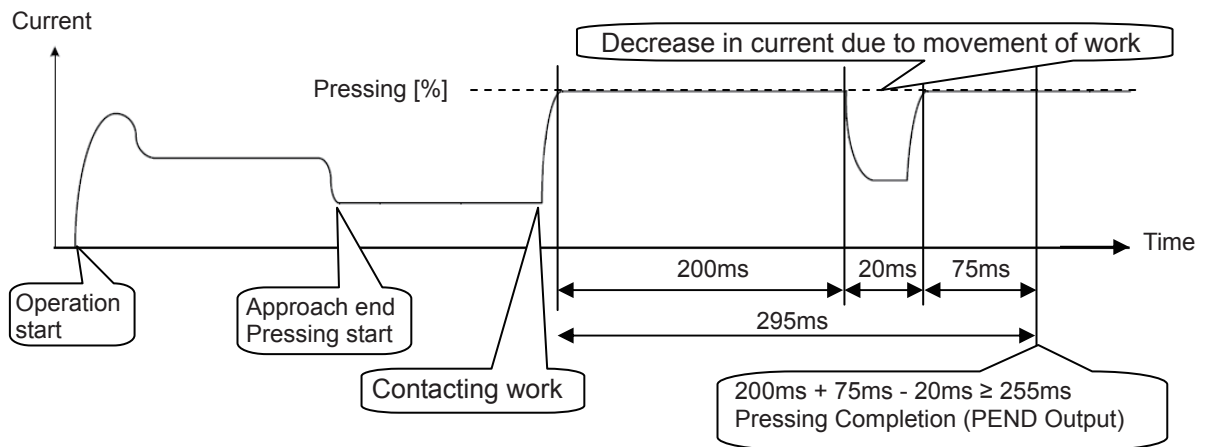 Current
Decrease in current due to movement of work
Pressing [%]
Time
200ms
20ms
75ms
295ms
Operation
start
Approach end
Pressing start
Contacting work
200ms + 75ms - 20ms ≥ 255ms
Pressing Completion (PEND Output)